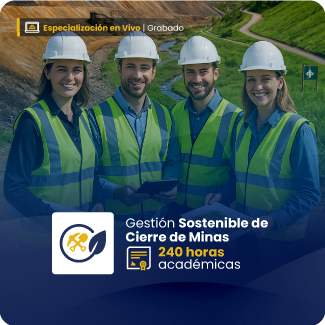 Especialización en Vivo | Grabado
Gestión Sostenible de
Cierre de Minas
240 horas
académicas